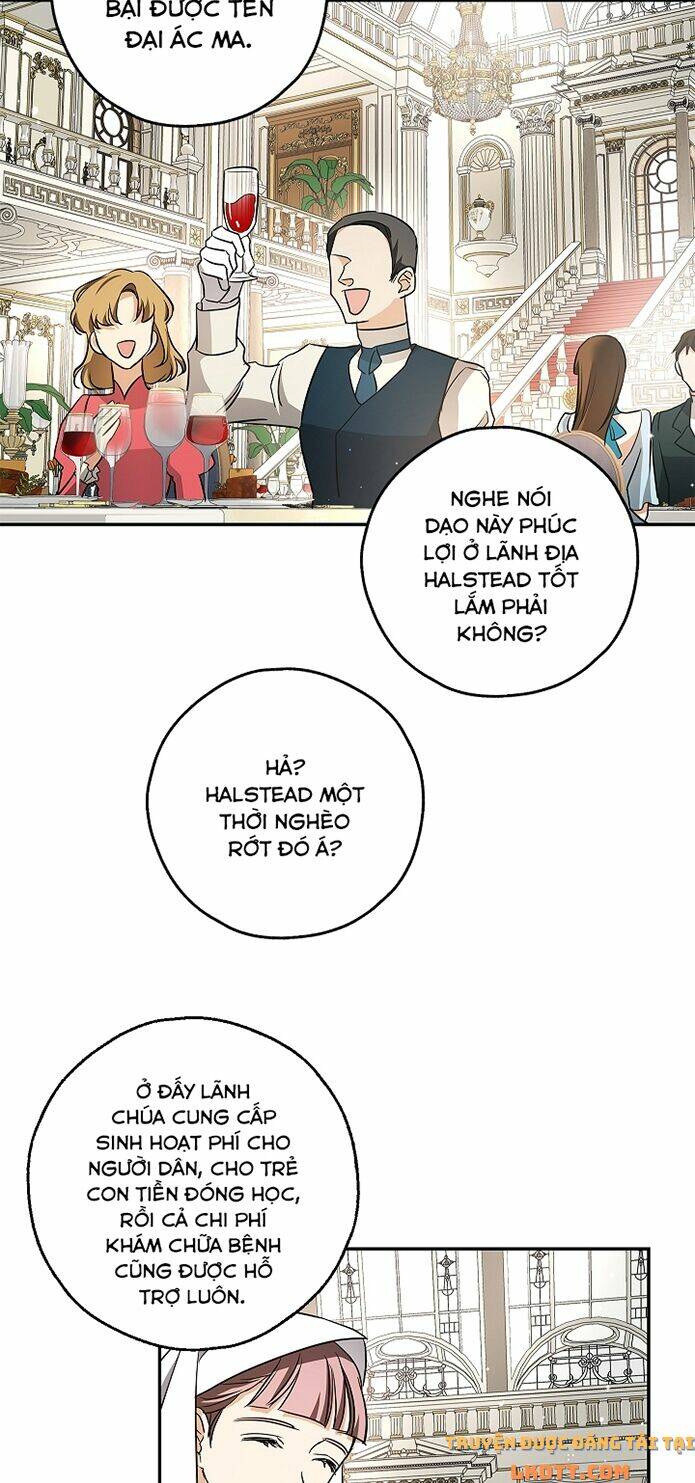 BẠI ĐƯỢC TÊN
ĐẠI ÁC MA.
NGHE NÓI
DẠO NÀY PHÚC
LỢI Ở LÃNH ĐỊA
HALSTEAD TỐT
LẮM PHẢI
KHÔNG?
HẢ?
HALSTEAD MỘT
THỜI NGHÈO
RỚT ĐÓ Á?
Ở ĐẤY LÃNH
CHÚA CUNG CẤP
SINH HOẠT PHÍ CHO
NGƯỜI DÂN, CHO TRẺ
CON TIỀN ĐÓNG HỌC,
RỒI CẢ CHI PHÍ
KHÁM CHỮA BỆNH
CŨNG ĐƯỢC HỖ
TRỢ LUÔN.
TRUYỆN ĐƯỢC ĐĂNG TẢI TẠI
LKOTT.COM